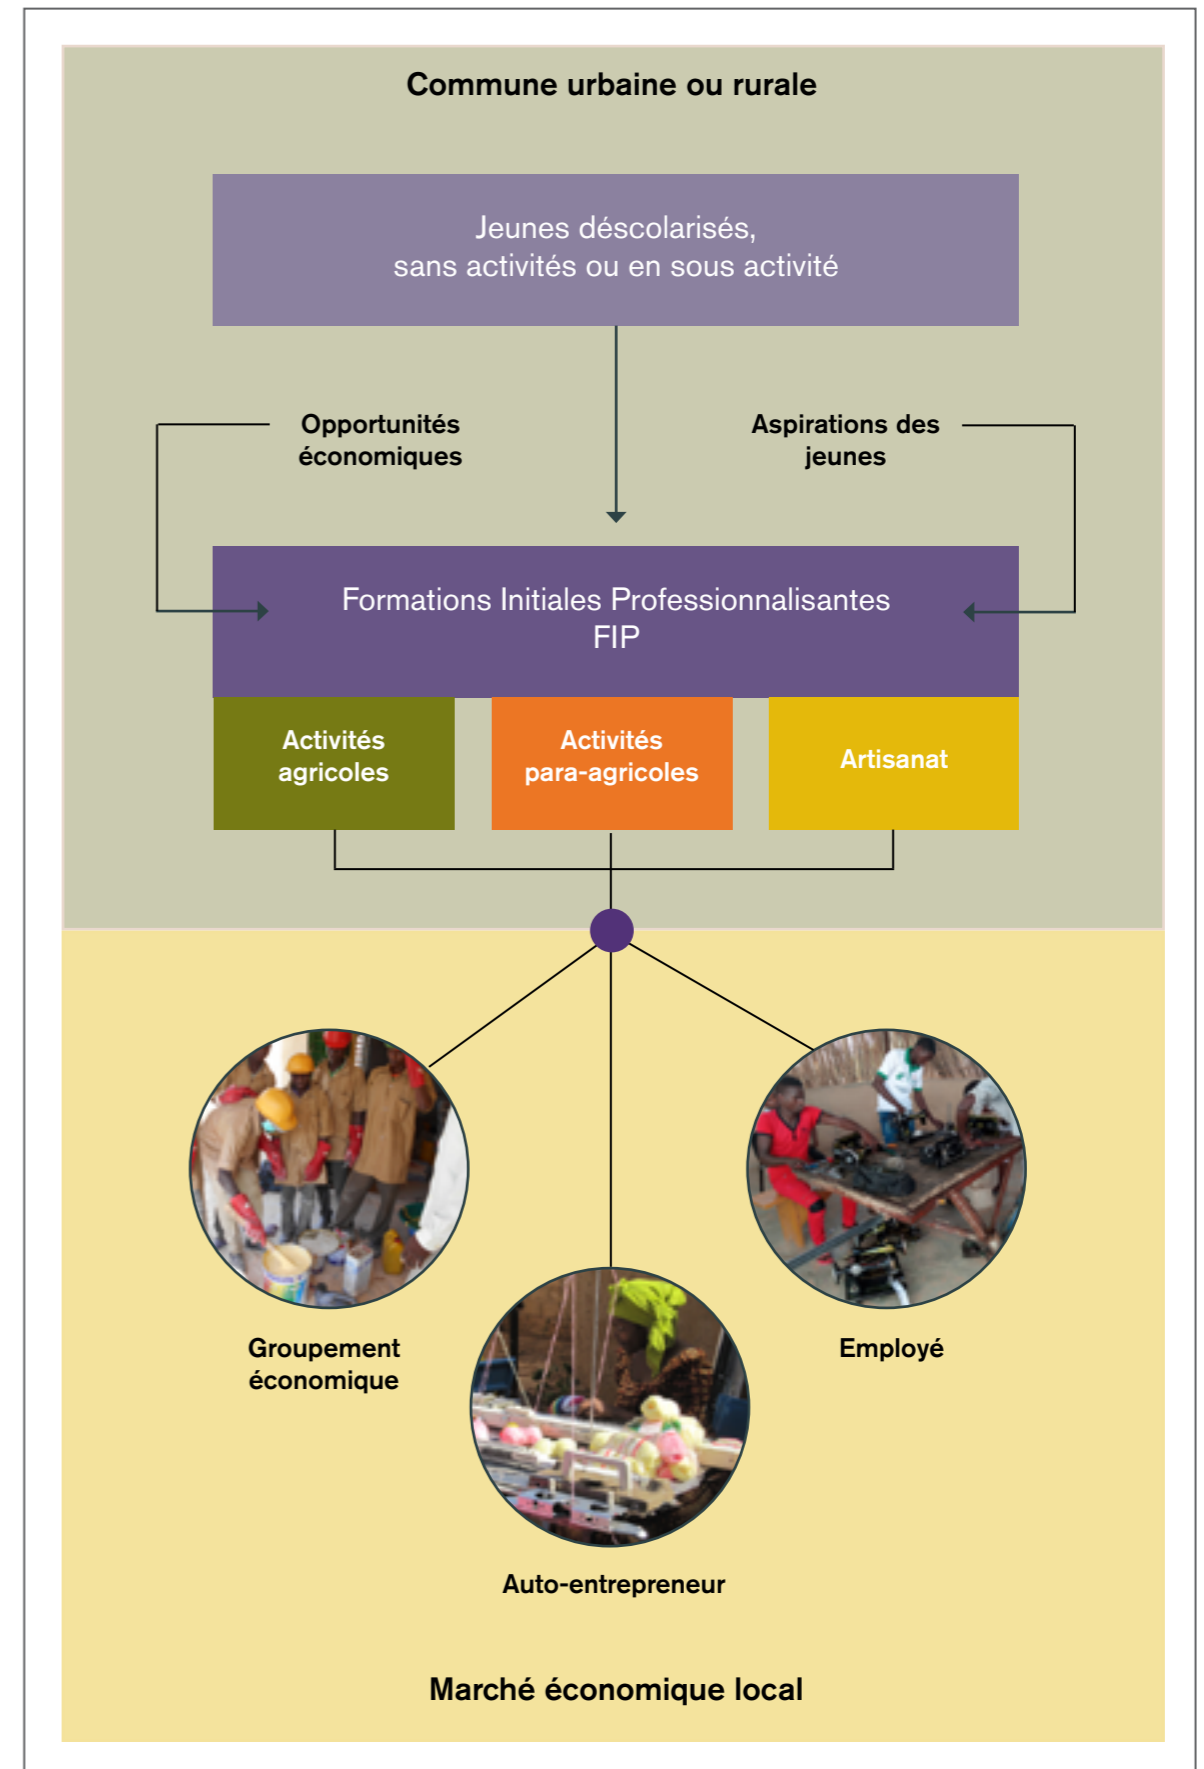 Commune urbaine ou rurale
Jeunes déscolarisés,
sans activités ou en sous activité
Opportunités
économiques
Aspirations des
jeunes
Formations Initiales Professionnalisantes
FIP
Activités
agricoles
Activités
para-agricoles
Artisanat
Groupement
économique
Employé
Auto-entrepreneur
Marché économique local